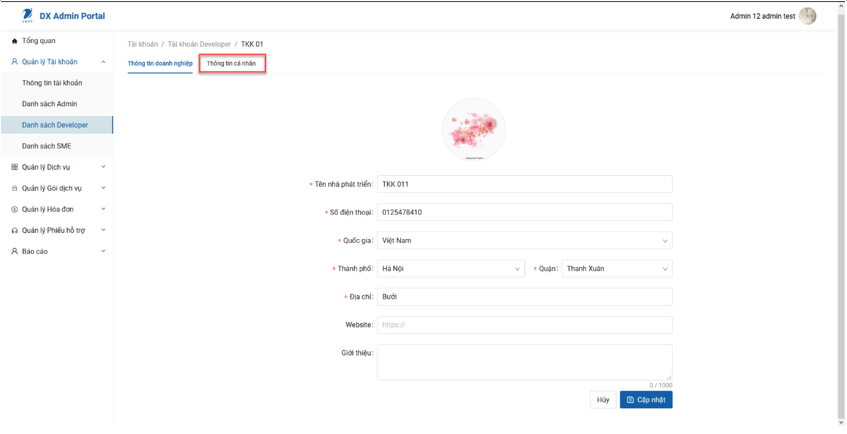 DX Admin Portal
Admin 12 admin test
Tổng quan
Quản lý Tài khoản
Thông tin tài khoản
Danh sách Admin
Danh sách Developer
Danh sách SME
Quản lý Dịch vụ
Quản lý Gói dịch vụ
Quản lý Hóa đơn
Quản lý Phiếu hỗ trợ
Báo cáo
Tài khoản / Tài khoản Developer / TKK 01
Thông tin doanh nghiệp Thông tin cá nhân
* Tên nhà phát triển: TKK 011
* Số điện thoại: 0125478410
* Quốc gia: Việt Nam
* Thành phố: Hà Nội * Quận: Thanh Xuân
* Địa chỉ: Bưởi
Website: https://
Giới thiệu:
0 / 1000
Hủy Cập nhật